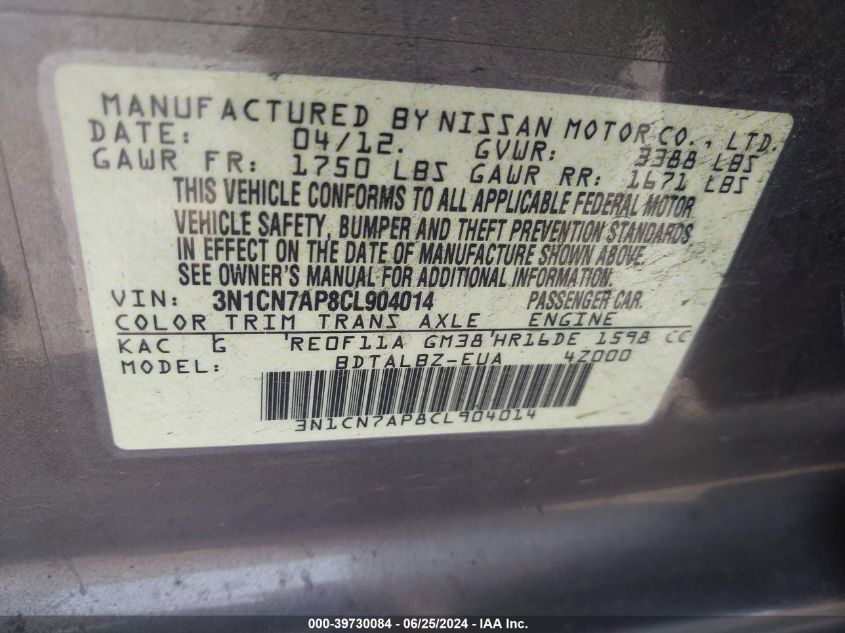 MANUFACTURED BY NISSAN MOTOR CO., LTD.
DATE: 04/12. GVWR: 3388 LBS
GAWR FR: 1750 LBS GAWR RR: 1671 LBS
THIS VEHICLE CONFORMS TO ALL APPLICABLE FEDERAL MOTOR
VEHICLE SAFETY, BUMPER AND THEFT PREVENTION STANDARDS
IN EFFECT ON THE DATE OF MANUFACTURE SHOWN ABOVE.
SEE OWNER'S MANUAL FOR ADDITIONAL INFORMATION.
VIN: 3N1CN7AP8CL904014 PASSENGER CAR.
COLOR TRIM TRANS AXLE ENGINE
KAC G 'RE0F11A GM38'HR16DE 1598 CC
MODEL: BDTALBZ-EUA 4Z000
3N1CN7AP8CL904014
000-39730084 - 06/25/2024 - IAA Inc.